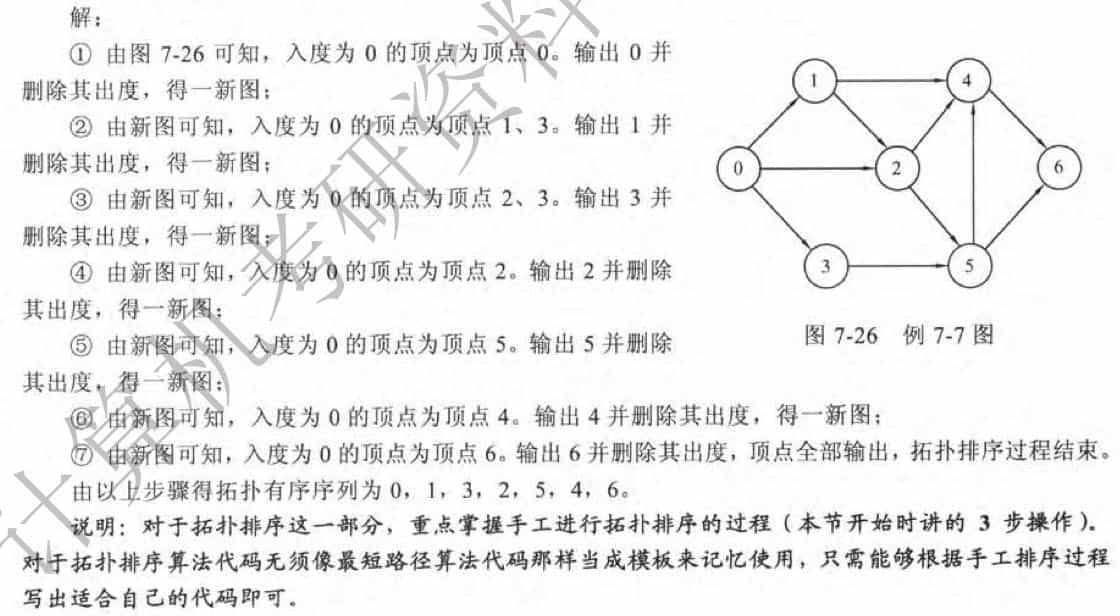 解：
① 由图 7-26 可知，入度为 0 的顶点为顶点 0。输出 0 并
删除其出度，得一新图；
② 由新图可知，入度为 0 的顶点为顶点 1、3。输出 1 并
删除其出度，得一新图；
③ 由新图可知，入度为 0 的顶点为顶点 2、3。输出 3 并
删除其出度，得一新图；
④ 由新图可知，入度为 0 的顶点为顶点 2。输出 2 并删除
其出度，得一新图；
⑤ 由新图可知，入度为 0 的顶点为顶点 5。输出 5 并删除
其出度，得一新图；
1
4
0
2
6
3
5
图 7-26 例 7-7 图
⑥ 由新图可知，入度为 0 的顶点为顶点 4。输出 4 并删除其出度，得一新图；
⑦ 由新图可知，入度为 0 的顶点为顶点 6。输出 6 并删除其出度，顶点全部输出，拓扑排序过程结束。
由以上步骤得拓扑有序序列为 0，1，3，2，5，4，6。
说明：对于拓扑排序这一部分，重点掌握手工进行拓扑排序的过程（本节开始时讲的 3 步操作）。
对于拓扑排序算法代码无须像最短路径算法代码那样当成模板来记忆使用，只需能够根据手工排序过程
写出适合自己的代码即可。
计算机考研资料